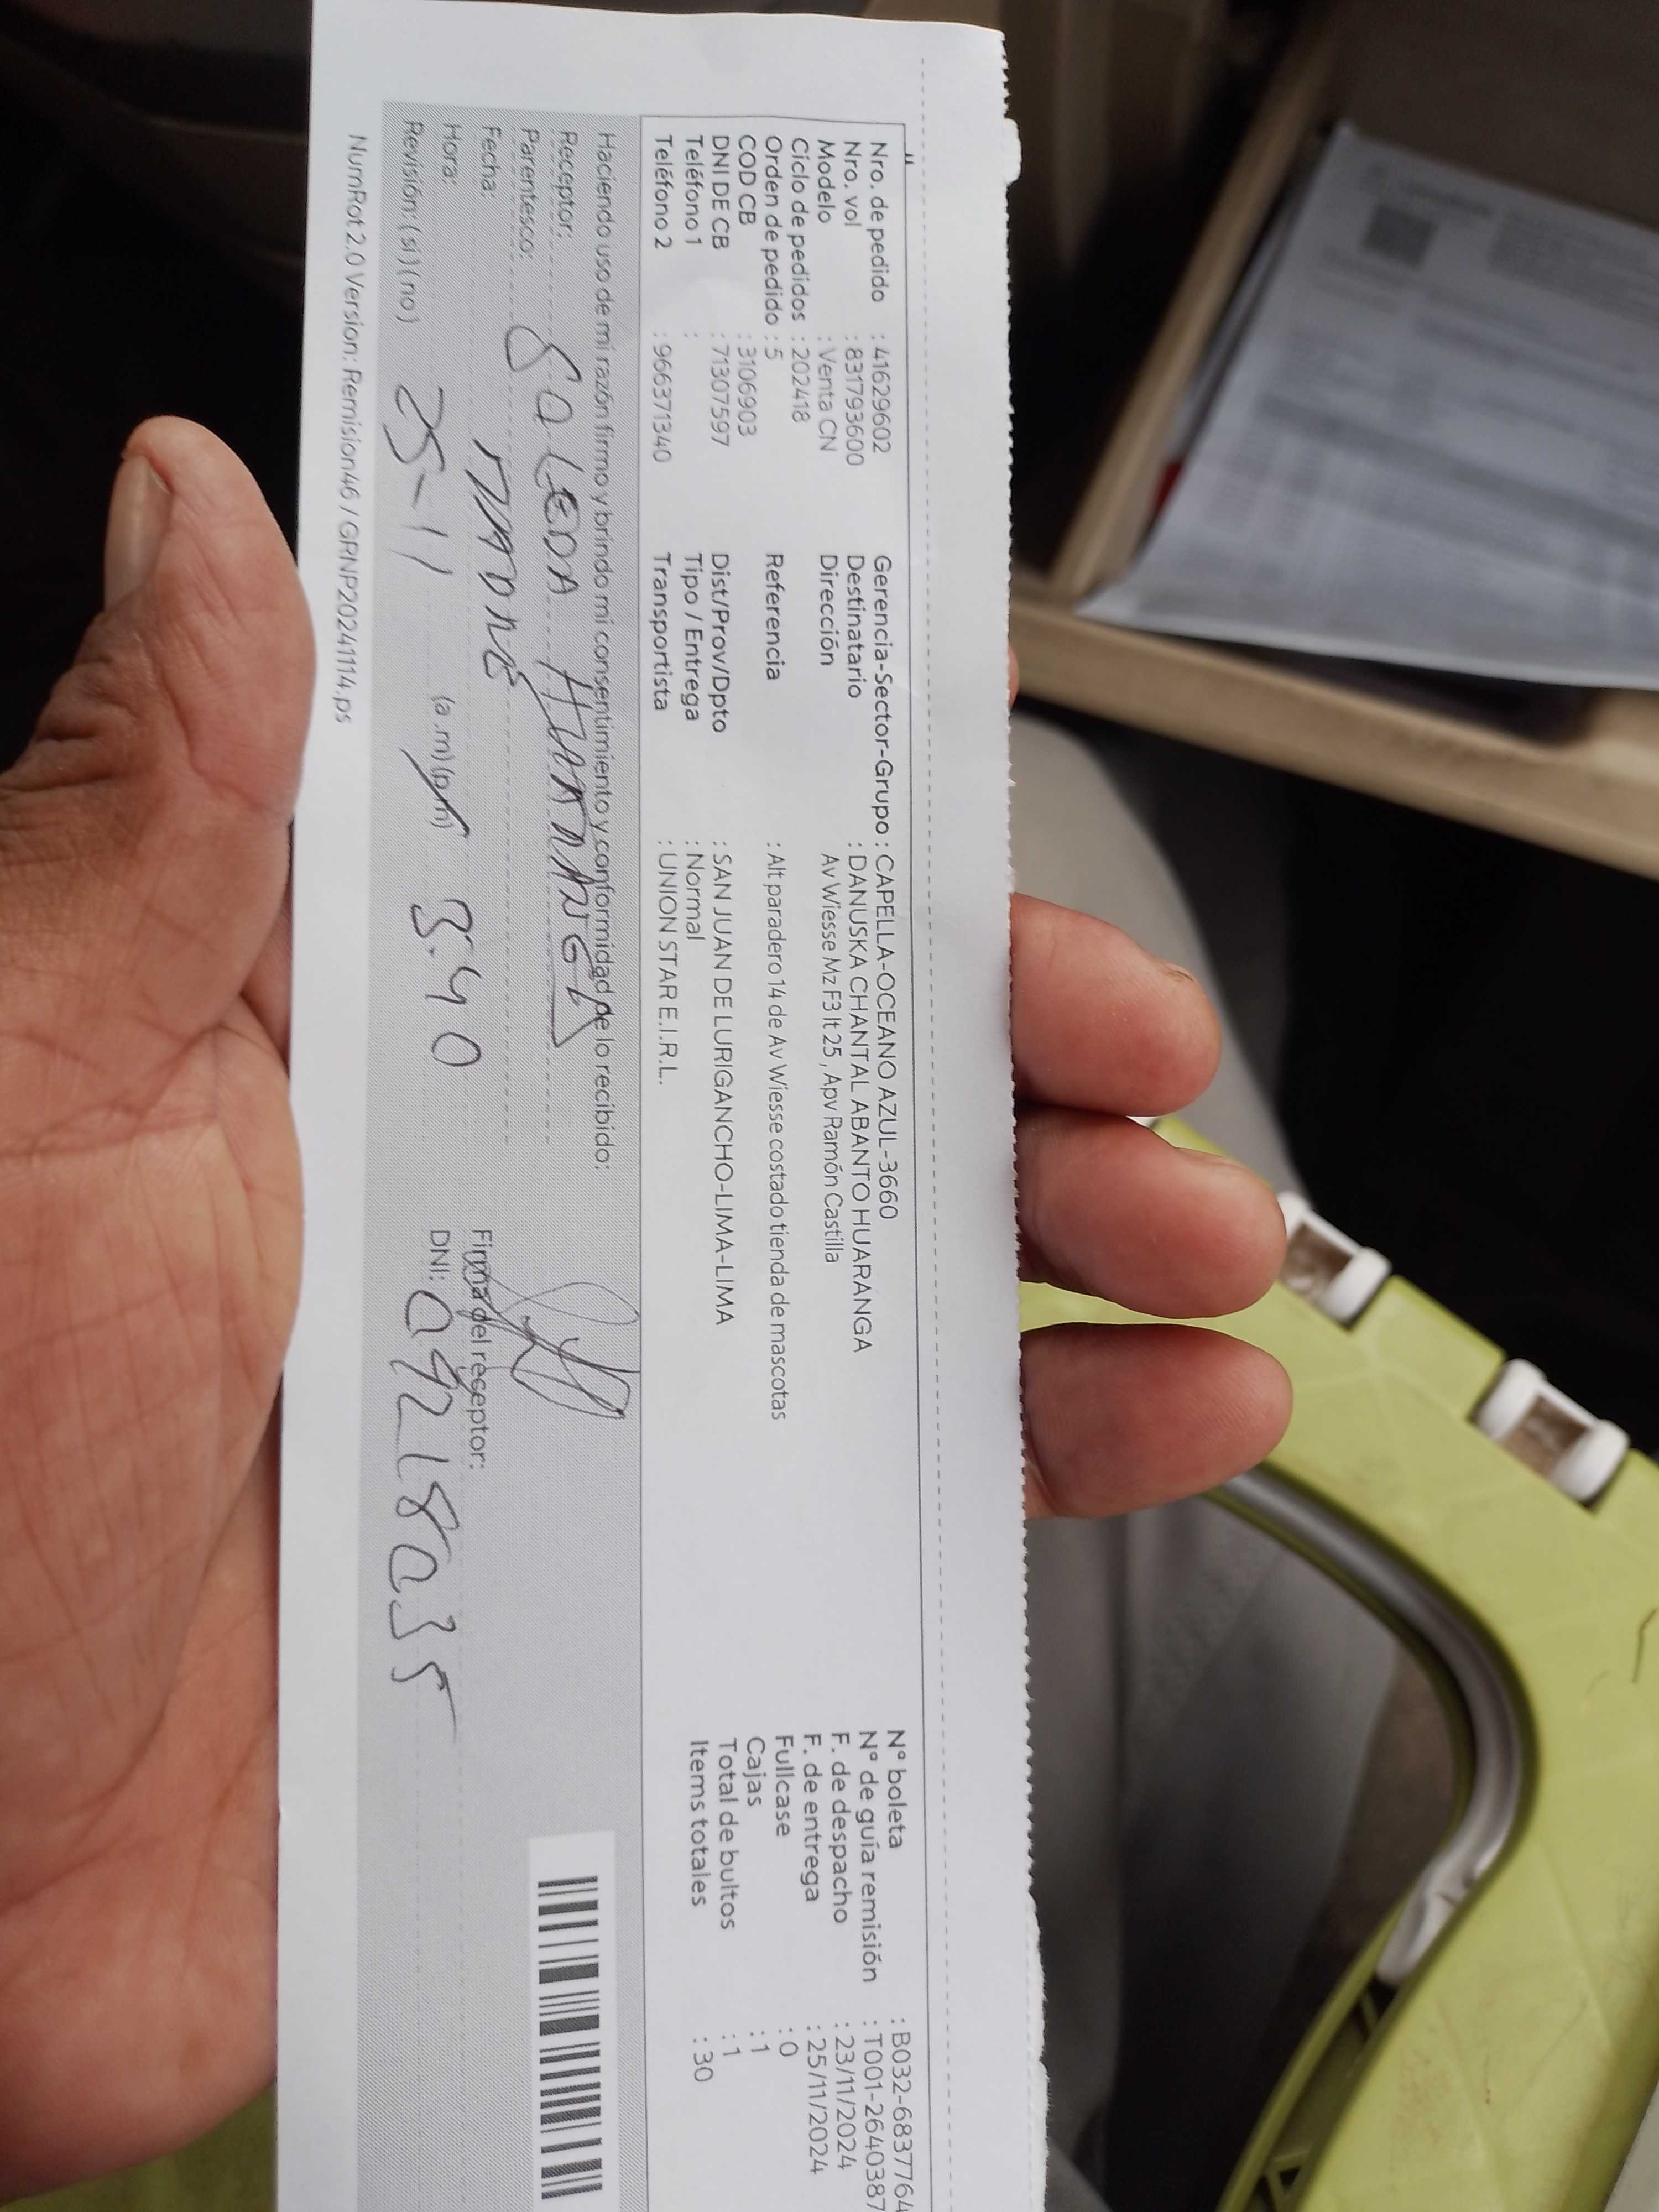 Nro. de pedido : 41629602
Nro. vol : 831793600
Modelo : Venta CN
Ciclo de pedidos : 202418
Orden de pedido : 5
COD CB : 3106903
DNI DE CB : 71307597
Teléfono 1 :
Teléfono 2 : 966371340
Gerencia-Sector-Grupo : CAPELLA-OCEANO AZUL-3660
Destinatario : DANUSKA CHANTAL ABANTO HUARANGA
Dirección Av Wiesse Mz F3 lt 25 , Apv Ramón Castilla
Referencia : Alt paradero 14 de Av Wiesse costado tienda de mascotas
Dist/Prov/Dpto : SAN JUAN DE LURIGANCHO-LIMA-LIMA
Tipo / Entrega : Normal
Transportista : UNION STAR E.I.R.L.
N° boleta : B032-6837764
N° de guía remisión : T001-2640387
F. de despacho : 23/11/2024
F. de entrega : 25/11/2024
Fullcase : 0
Cajas : 1
Total de bultos : 1
Items totales : 30
Haciendo uso de mi razón firmo y brindo mi consentimiento y conformidad de lo recibido:
Receptor:
Parentesco:
Fecha:
Hora: (a.m) (p.m) 3:40
Revisión: (si) (no) 25-11
Firma del receptor:
DNI: 09218035
NumRot 2.0 Version: Remision46 / GRNP20241114.ps